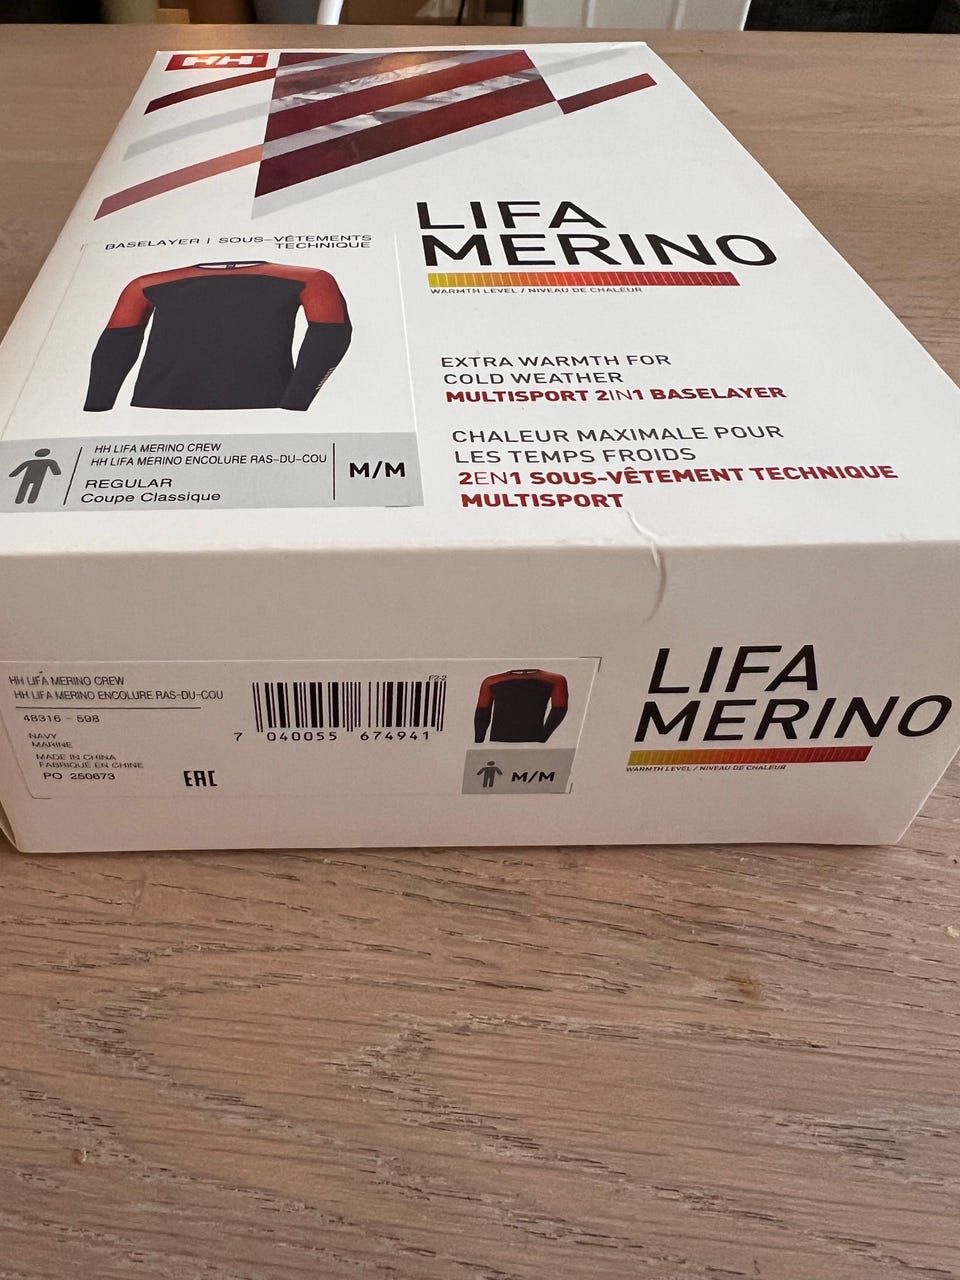 HH
LIFA
MERINO
WARMTH LEVEL / NIVEAU DE CHALEUR
BASELAYER | SOUS-VÊTEMENTS
TECHNIQUE
EXTRA WARMTH FOR
COLD WEATHER
MULTISPORT 2IN1 BASELAYER
CHALEUR MAXIMALE POUR
LES TEMPS FROIDS
2EN1 SOUS-VÊTEMENT TECHNIQUE
MULTISPORT
HH LIFA MERINO CREW
HH LIFA MERINO ENCOLURE RAS-DU-COU
REGULAR
Coupe Classique
M/M
HH LIFA MERINO CREW
HH LIFA MERINO ENCOLURE RAS-DU-COU
48316 - 598
NAVY
MARINE
MADE IN CHINA
FABRIQUÉ EN CHINE
PO 250673
EAC
F2-2
7 040055 674941
M/M
LIFA
MERINO
WARMTH LEVEL / NIVEAU DE CHALEUR